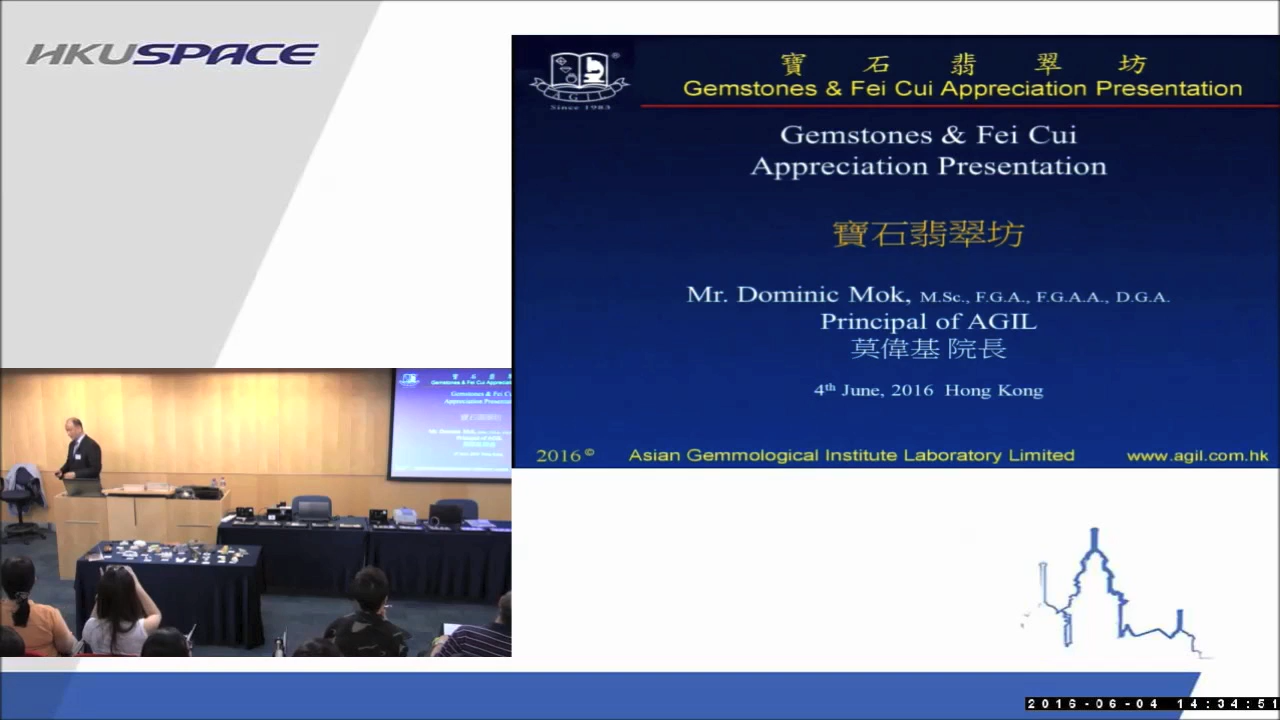 HKUSPACE
AGIL
Since 1983
寶石翡翠坊
Gemstones & Fei Cui Appreciation Presentation
Gemstones & Fei Cui
Appreciation Presentation
寶石翡翠坊
Mr. Dominic Mok, M.Sc., F.G.A., F.G.A.A., D.G.A.
Principal of AGIL
莫偉基 院長
4th June, 2016 Hong Kong
2016© Asian Gemmological Institute Laboratory Limited www.agil.com.hk
2016-06-04 14:34:51